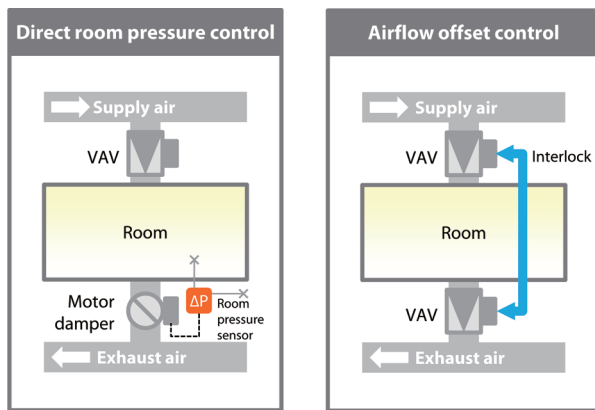 Direct room pressure control
Supply air
VAV
Room
Motor
damper
ΔP
Room
pressure
sensor
Exhaust air
Airflow offset control
Supply air
VAV
Interlock
Room
VAV
Exhaust air